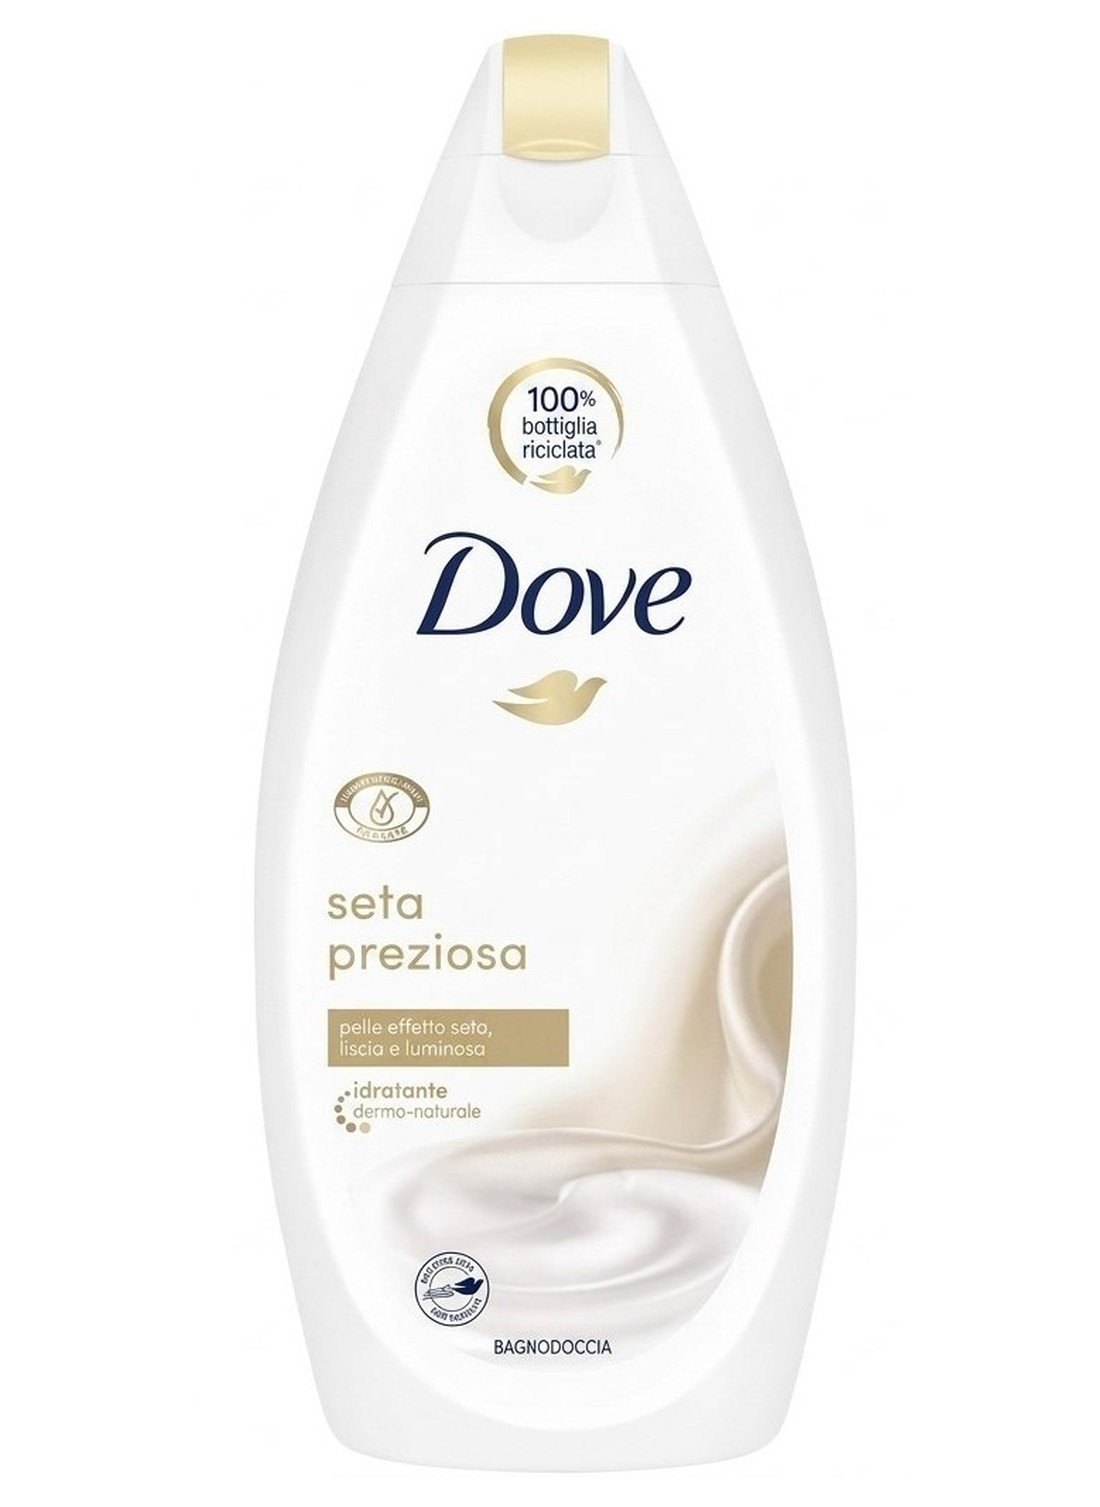 100%
bottiglia
riciclata°
Dove
seta
preziosa
pelle effetto seta,
liscia e luminosa
idratante
dermo-naturale
BAGNODOCCIA